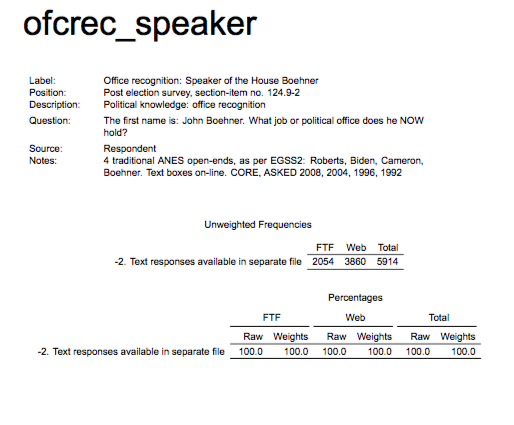 ofcrec_speaker
Label: Office recognition: Speaker of the House Boehner
Position: Post election survey, section-item no. 124.9-2
Description: Political knowledge: office recognition
Question: The first name is: John Boehner. What job or political office does he NOW
hold?
Source: Respondent
Notes: 4 traditional ANES open-ends, as per EGSS2: Roberts, Biden, Cameron,
Boehner. Text boxes on-line. CORE, ASKED 2008, 2004, 1996, 1992
Unweighted Frequencies
FTF Web Total
-2. Text responses available in separate file 2054 3860 5914
Percentages
FTF Web Total
Raw Weights Raw Weights Raw Weights
-2. Text responses available in separate file 100.0 100.0 100.0 100.0 100.0 100.0